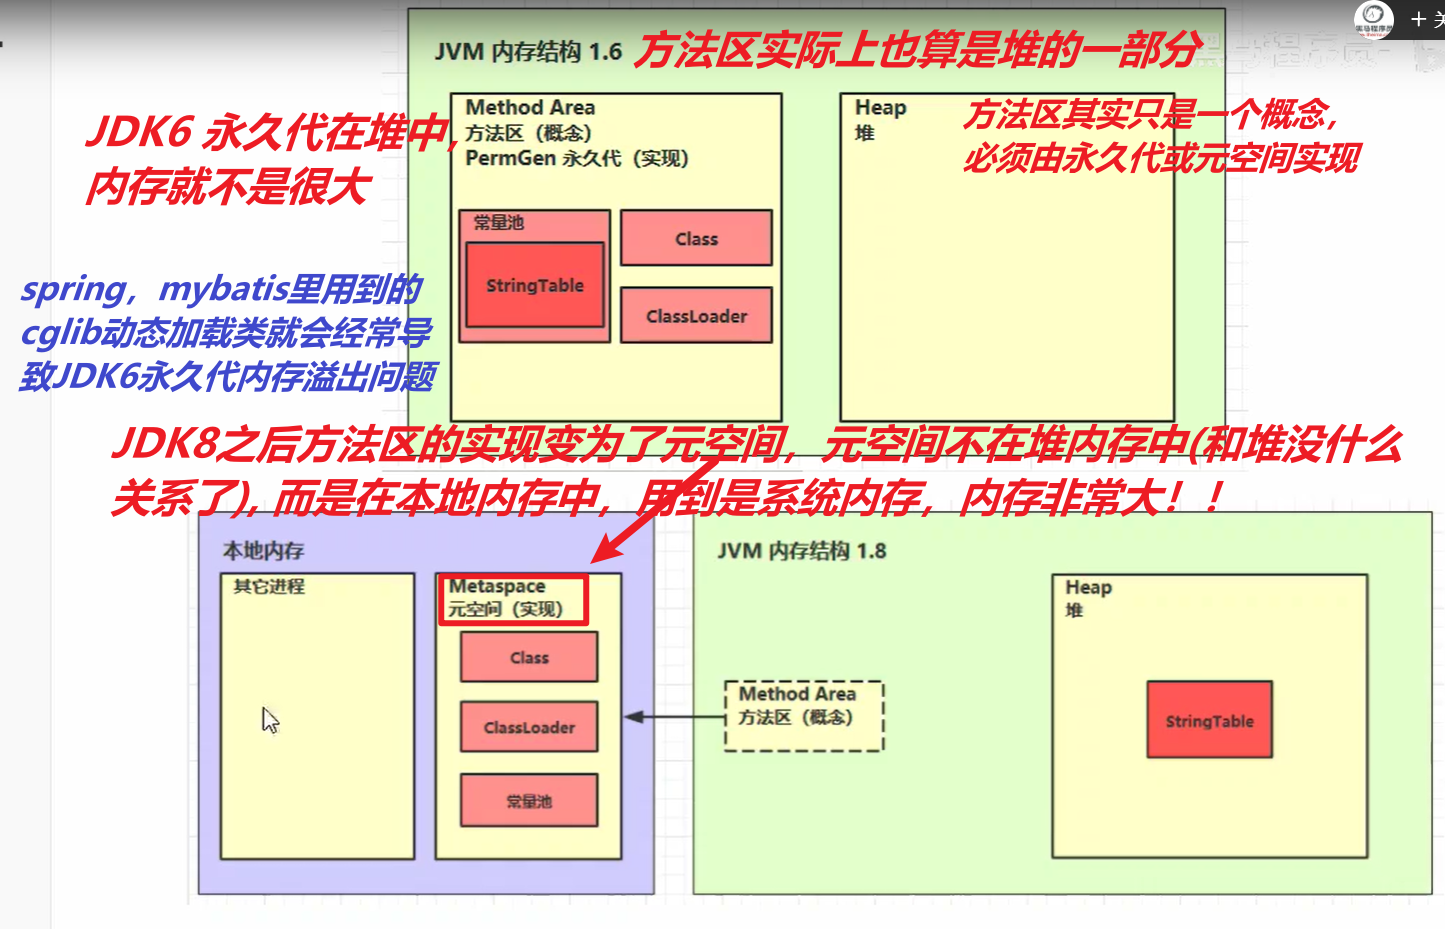 JVM 内存结构 1.6 方法区实际上也算是堆的一部分
Method Area
方法区（概念）
PermGen 永久代（实现）
Heap
堆
方法区其实只是一个概念，
必须由永久代或元空间实现
JDK6 永久代在堆中，
内存就不是很大
常量池
StringTable
Class
ClassLoader
spring，mybatis里用到的
cglib动态加载类就会经常导
致JDK6永久代内存溢出问题
JDK8之后方法区的实现变为了元空间，元空间不在堆内存中(和堆没什么
关系了)，而是在本地内存中，用到是系统内存，内存非常大！！
本地内存
其它进程
Metaspace
元空间（实现）
Class
ClassLoader
常量池
JVM 内存结构 1.8
Method Area
方法区（概念）
Heap
堆
StringTable